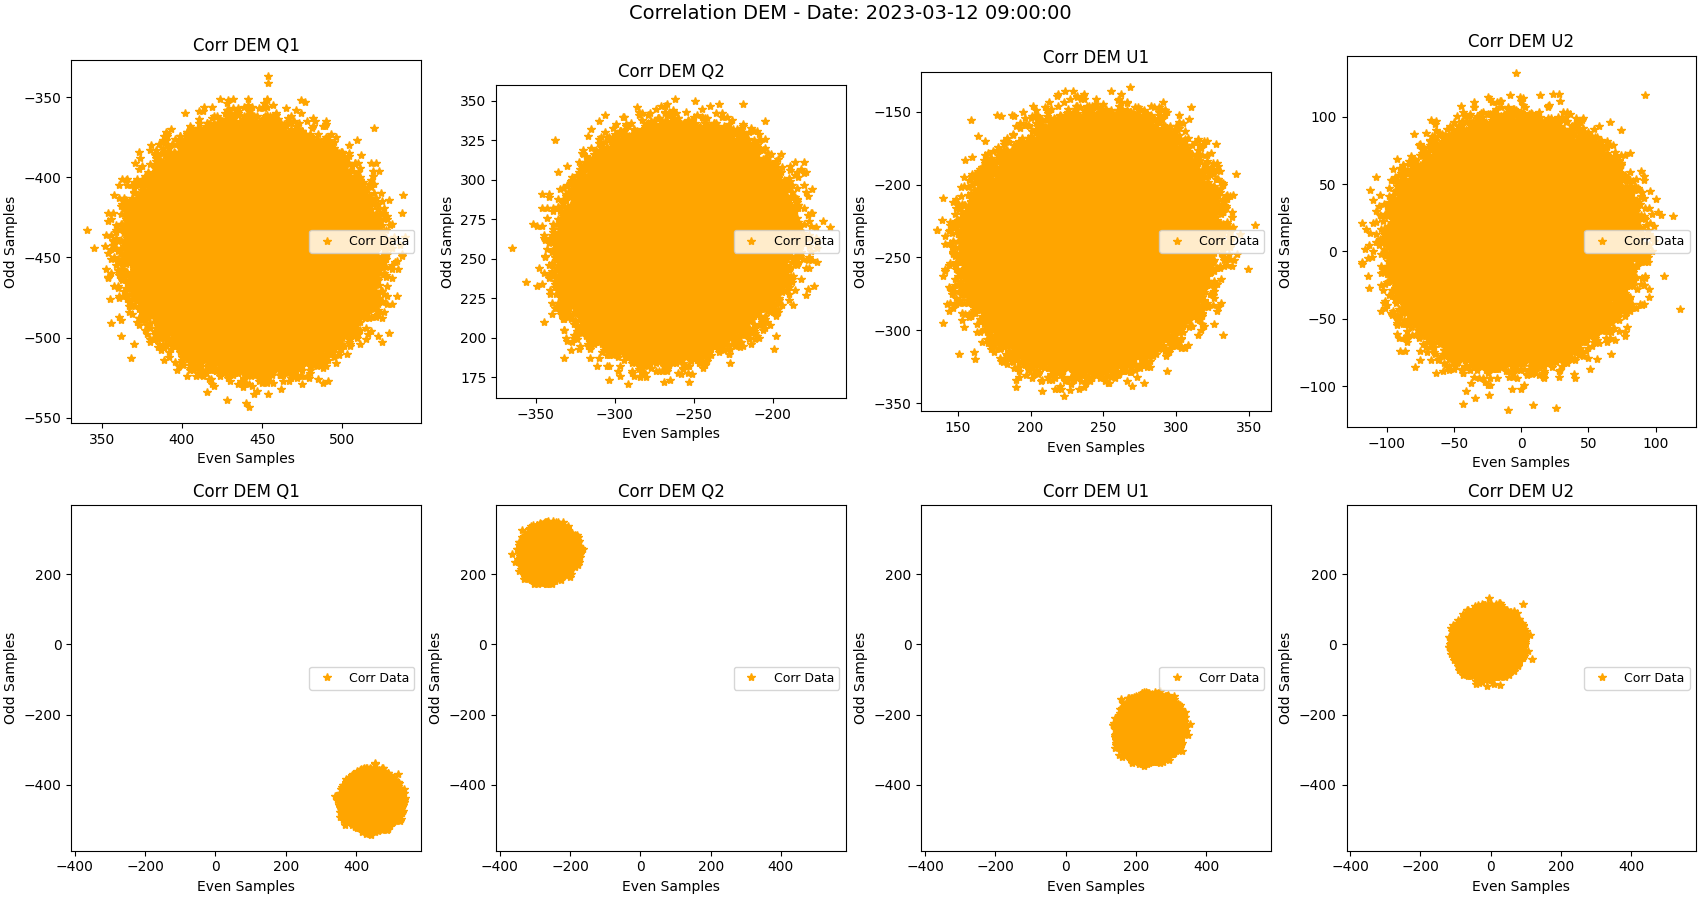 Correlation DEM - Date: 2023-03-12 09:00:00
Corr DEM Q1
Odd Samples
−350
−400
−450
−500
−550
Corr Data
350 400 450 500
Even Samples
Corr DEM Q2
Odd Samples
350
325
300
275
250
225
200
175
Corr Data
−350 −300 −250 −200
Even Samples
Corr DEM U1
Odd Samples
−150
−200
−250
−300
−350
Corr Data
150 200 250 300 350
Even Samples
Corr DEM U2
Odd Samples
100
50
0
−50
−100
Corr Data
−100 −50 0 50 100
Even Samples
Corr DEM Q1
Odd Samples
200
0
−200
−400
Corr Data
−400 −200 0 200 400
Even Samples
Corr DEM Q2
Odd Samples
200
0
−200
−400
Corr Data
−400 −200 0 200 400
Even Samples
Corr DEM U1
Odd Samples
200
0
−200
−400
Corr Data
−400 −200 0 200 400
Even Samples
Corr DEM U2
Odd Samples
200
0
−200
−400
Corr Data
−400 −200 0 200 400
Even Samples